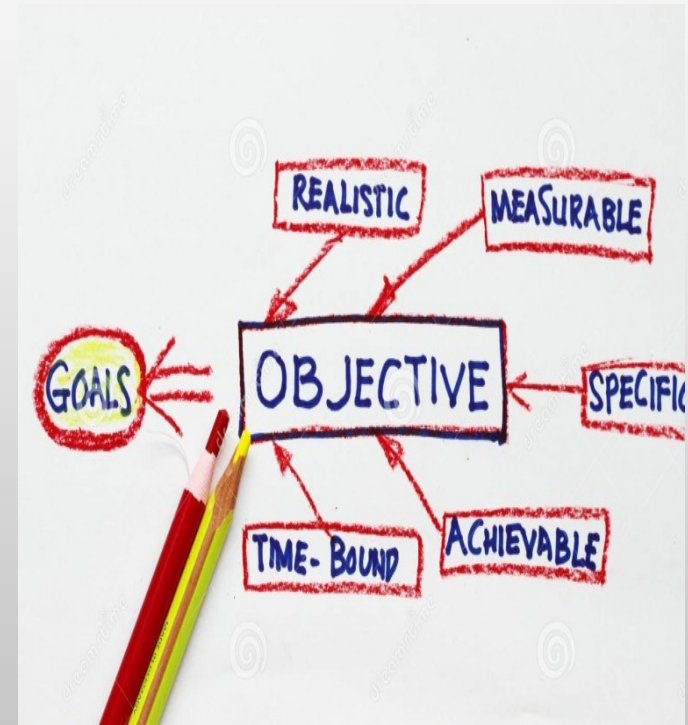 REALISTIC
MEASURABLE
GOALS
OBJECTIVE
SPECIFIC
TIME-BOUND
ACHIEVABLE